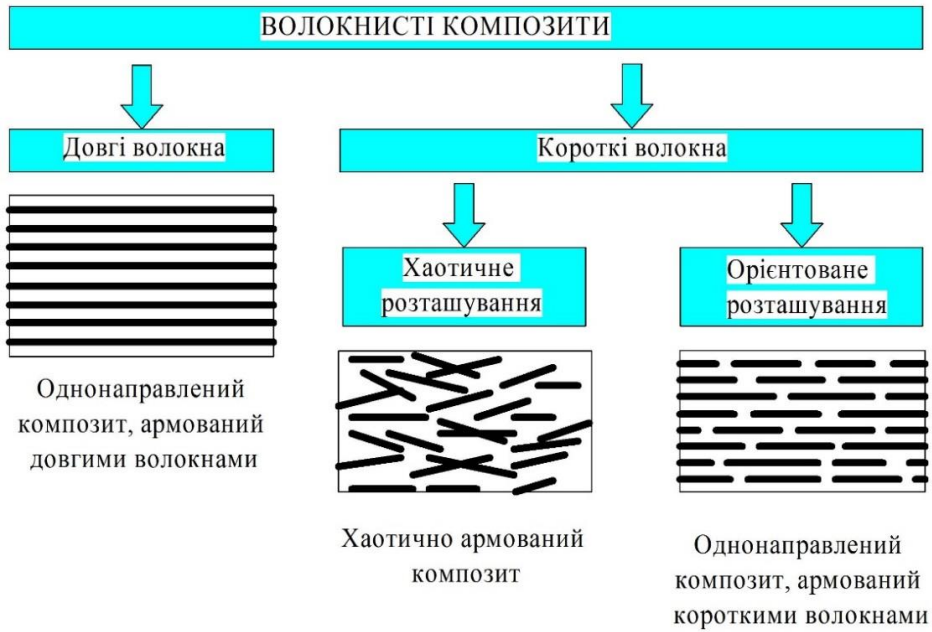 ВОЛОКНИСТІ КОМПОЗИТИ
Довгі волокна
Короткі волокна
Хаотичне
розташування
Орієнтоване
розташування
Однонаправлений
композит, армований
довгими волокнами
Хаотично армований
композит
Однонаправлений
композит, армований
короткими волокнами